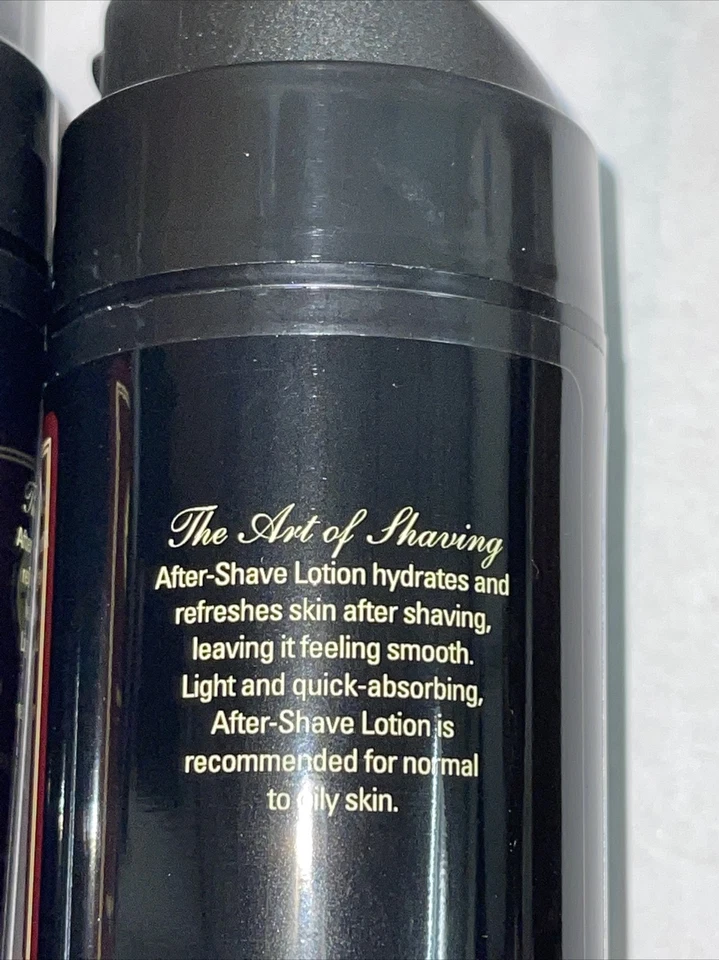 The Art of Shaving
After-Shave Lotion hydrates and
refreshes skin after shaving,
leaving it feeling smooth.
Light and quick-absorbing,
After-Shave Lotion is
recommended for normal
to oily skin.